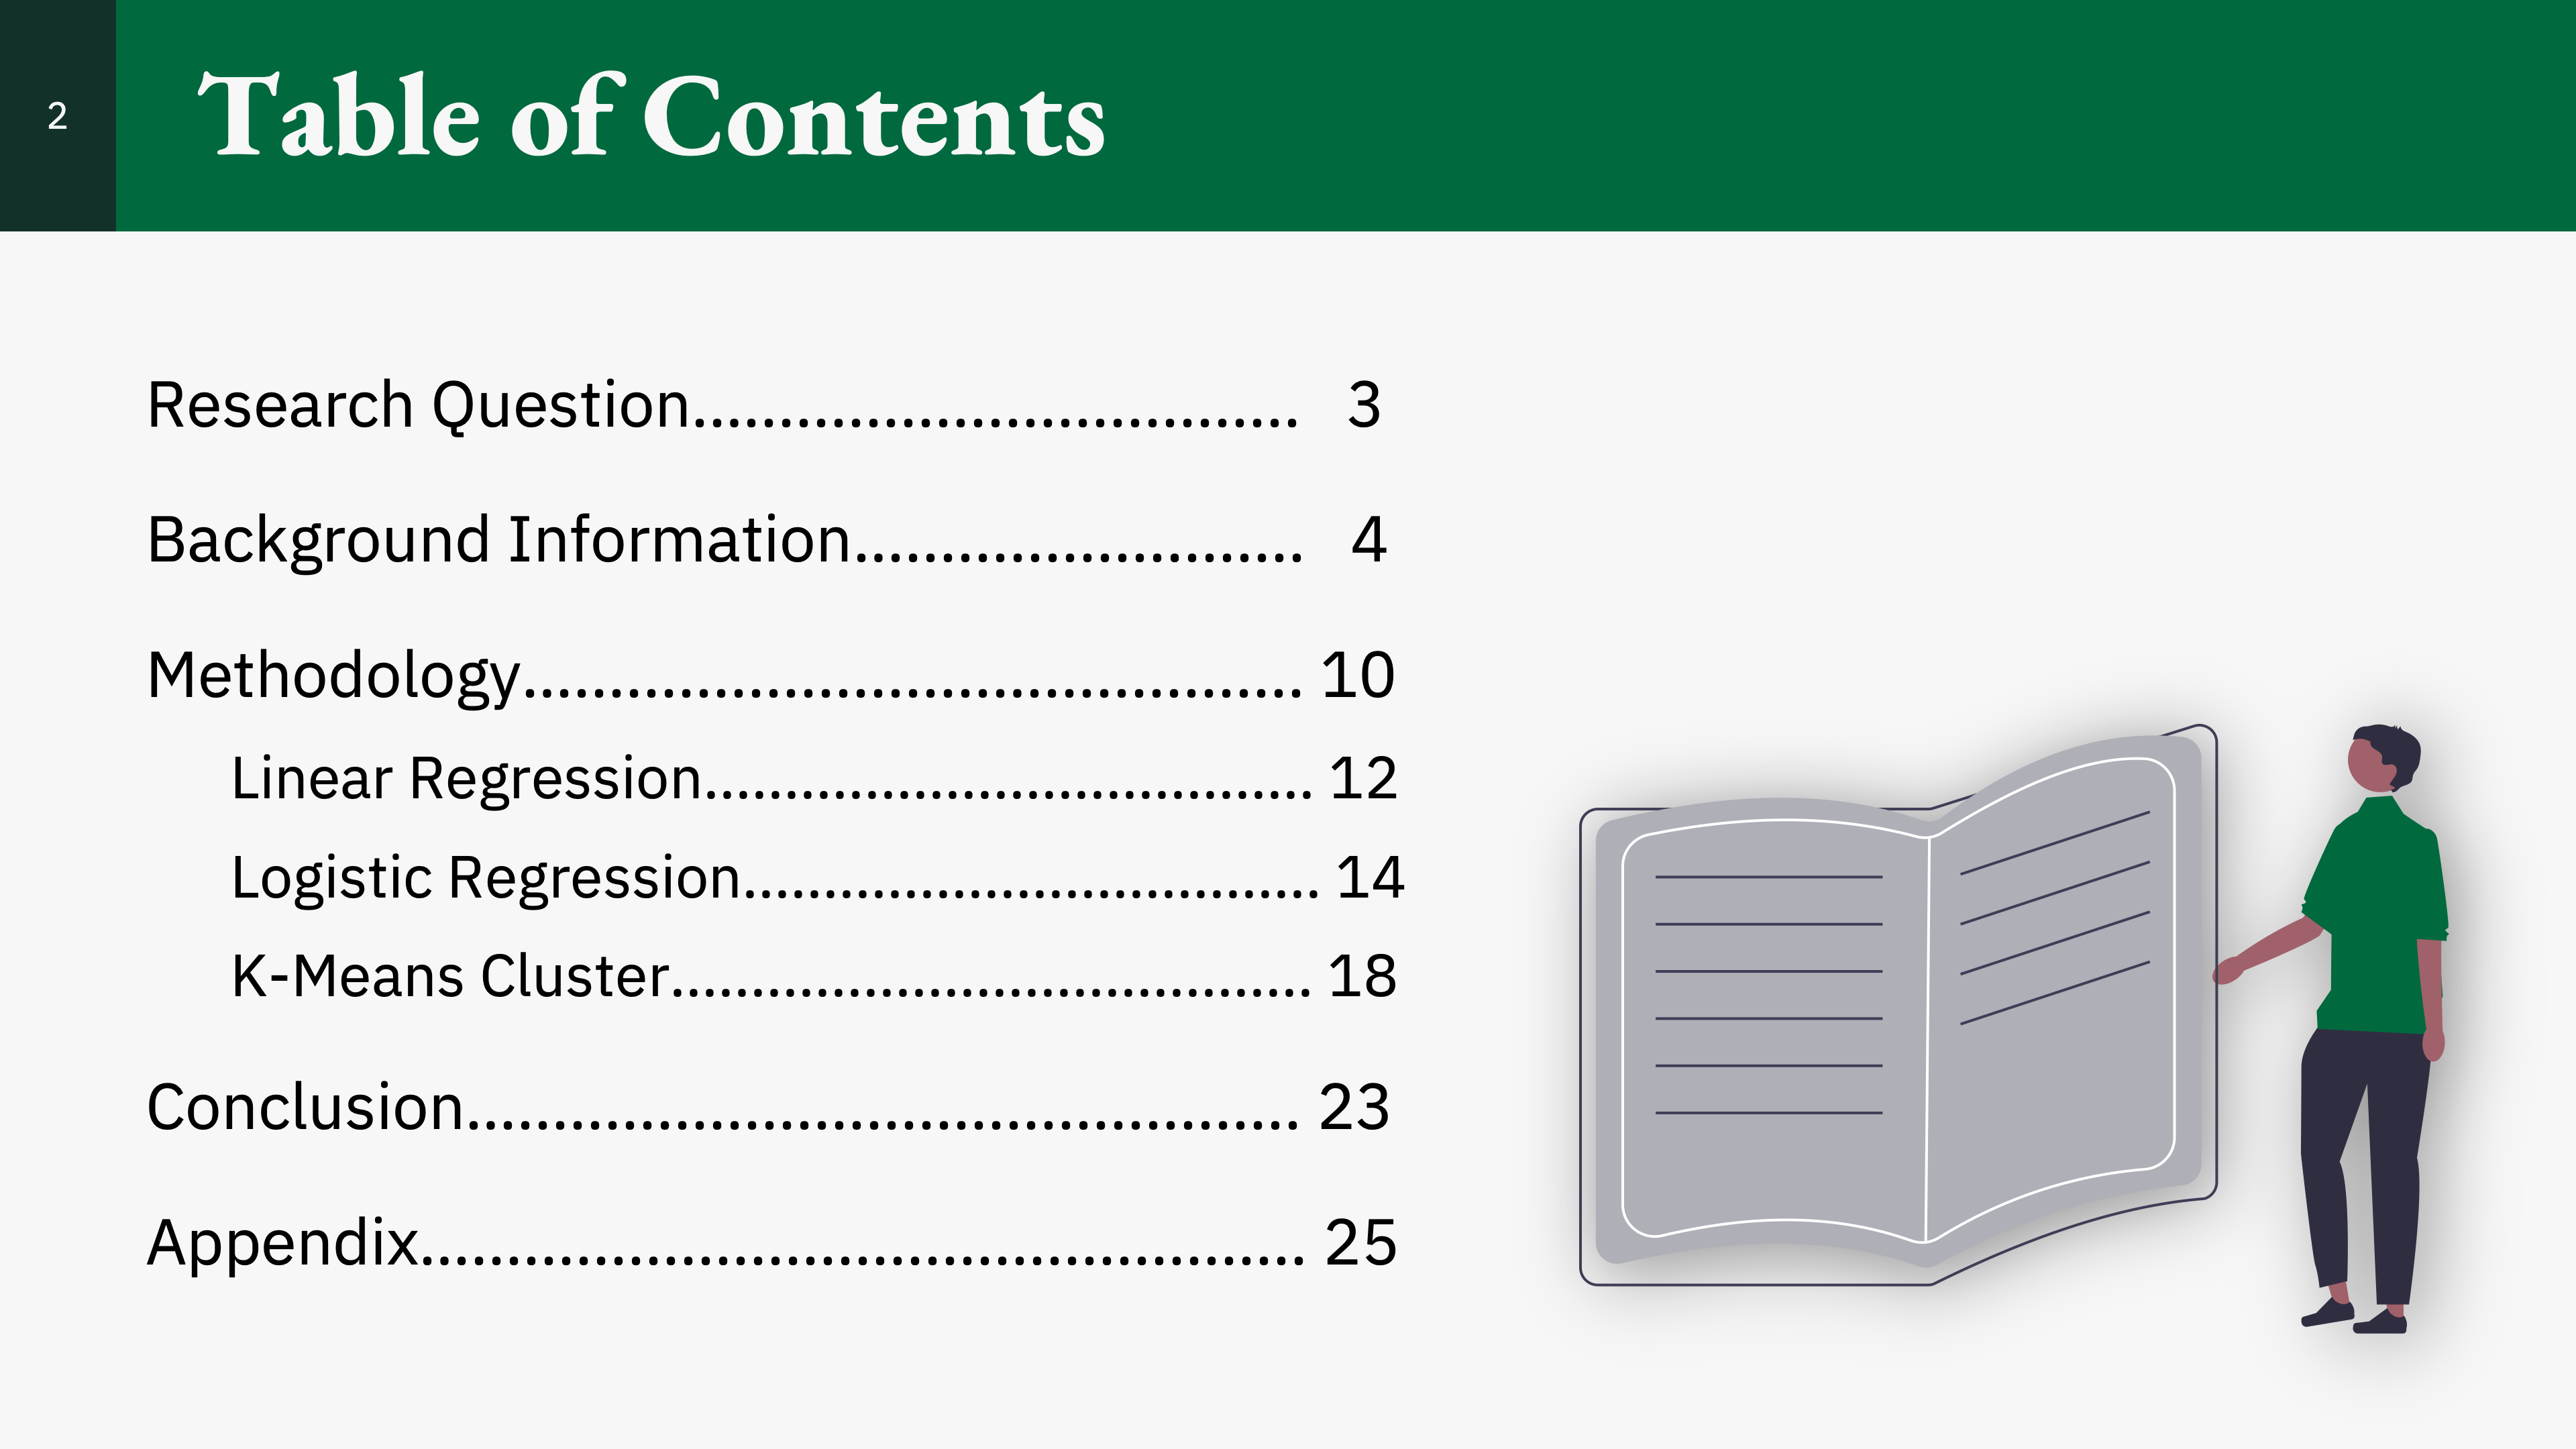 2
Table of Contents
Research Question................................... 3
Background Information.......................... 4
Methodology............................................. 10
Linear Regression...................................... 12
Logistic Regression.................................... 14
K-Means Cluster........................................ 18
Conclusion................................................ 23
Appendix................................................... 25